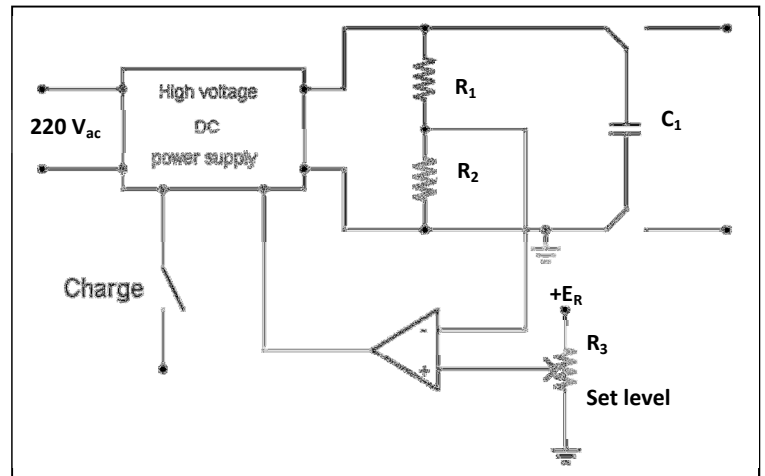 High voltage
DC
power supply
220 Vac
R1
R2
C1
Charge
+ER
R3
Set level
-
+